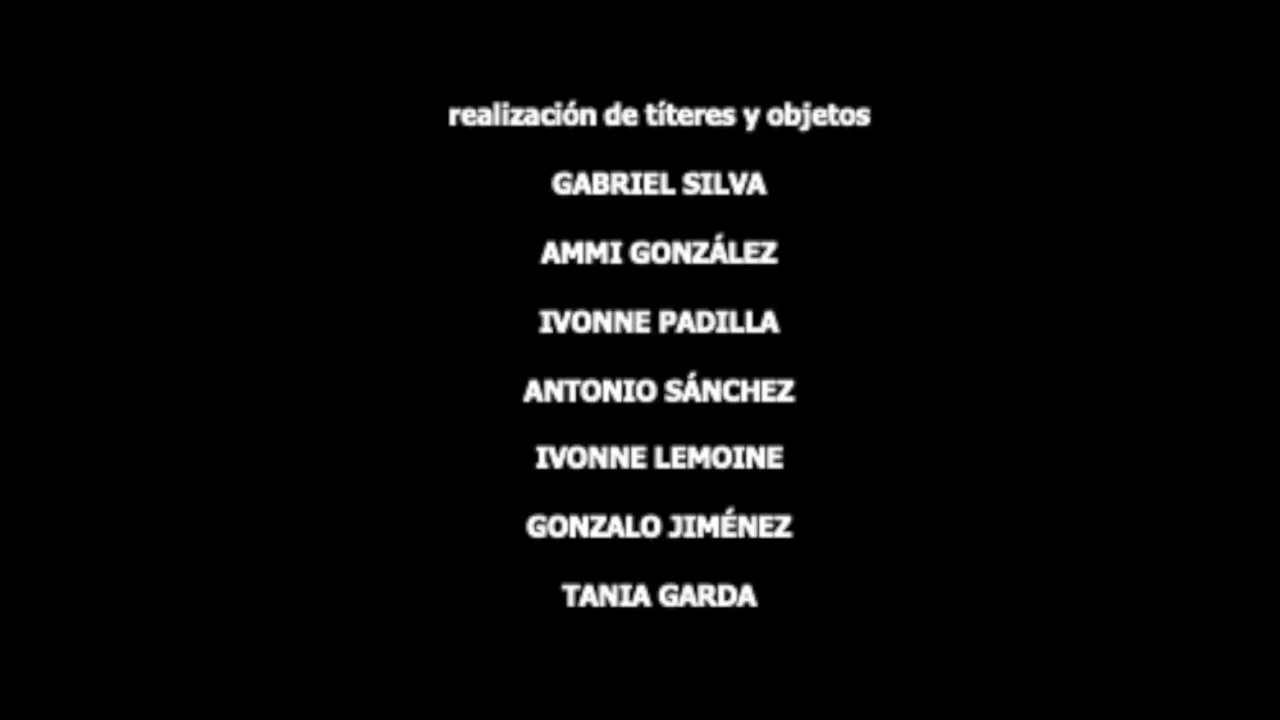 realización de títeres y objetos
GABRIEL SILVA
AMMI GONZÁLEZ
IVONNE PADILLA
ANTONIO SÁNCHEZ
IVONNE LEMOINE
GONZALO JIMÉNEZ
TANIA GARDA